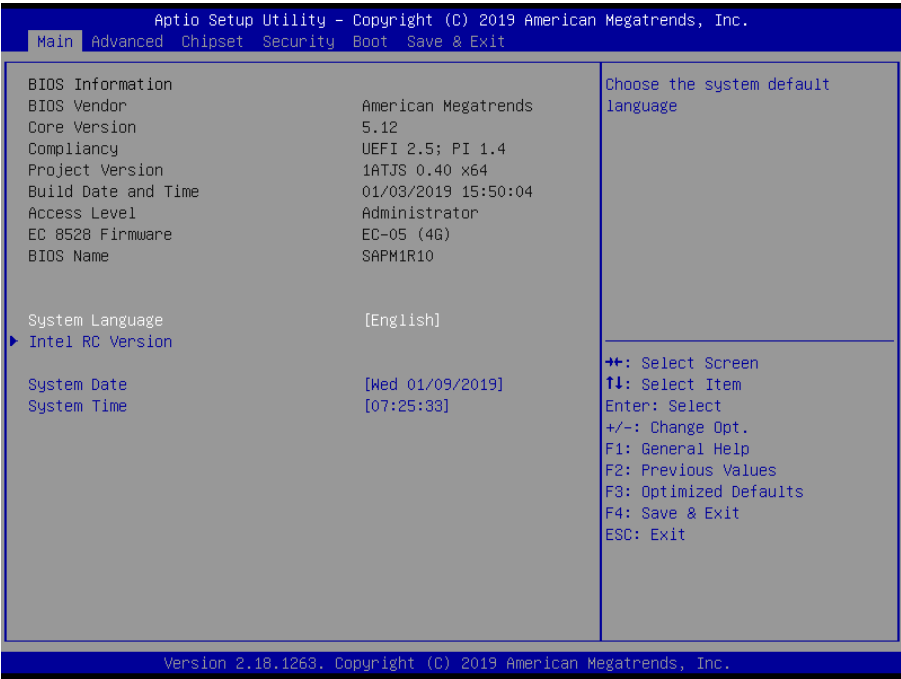 Aptio Setup Utility – Copyright (C) 2019 American Megatrends, Inc.
Main Advanced Chipset Security Boot Save & Exit
BIOS Information
BIOS Vendor American Megatrends
Core Version 5.12
Compliancy UEFI 2.5; PI 1.4
Project Version 1ATJS 0.40 x64
Build Date and Time 01/03/2019 15:50:04
Access Level Administrator
EC 8528 Firmware EC-05 (4G)
BIOS Name SAPM1R10
System Language [English]
Intel RC Version
System Date [Wed 01/09/2019]
System Time [07:25:33]
Choose the system default
language
→←: Select Screen
↑↓: Select Item
Enter: Select
+/-: Change Opt.
F1: General Help
F2: Previous Values
F3: Optimized Defaults
F4: Save & Exit
ESC: Exit
Version 2.18.1263. Copyright (C) 2019 American Megatrends, Inc.